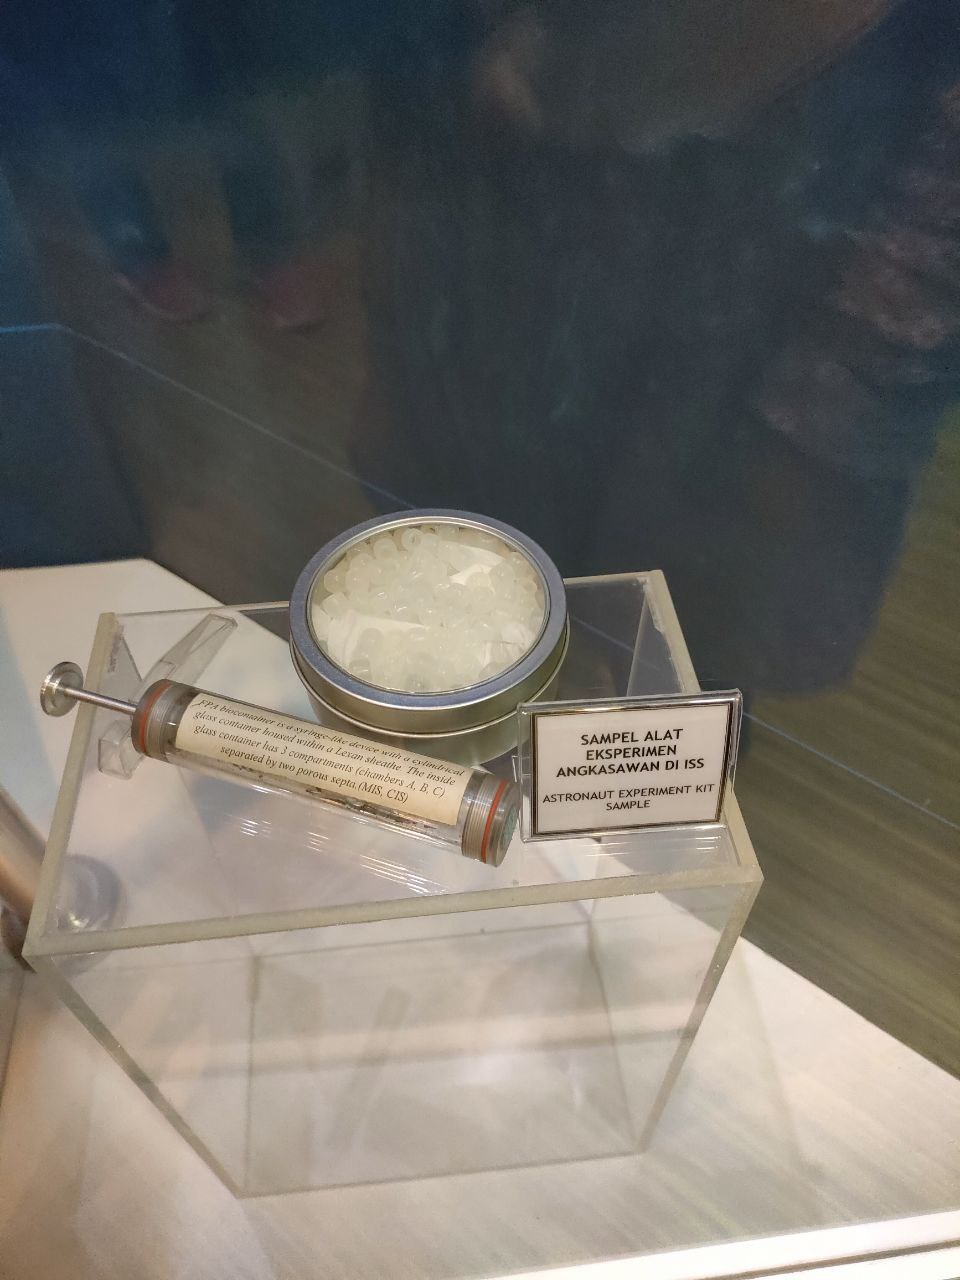 FPA biocontainer is a syringe-like device with a cylindrical
glass container housed within a Lexan sheathe. The inside
glass container has 3 compartments (chambers A, B, C)
separated by two porous septa.(MIS, CIS)
SAMPEL ALAT
EKSPERIMEN
ANGKASAWAN DI ISS
ASTRONAUT EXPERIMENT KIT
SAMPLE